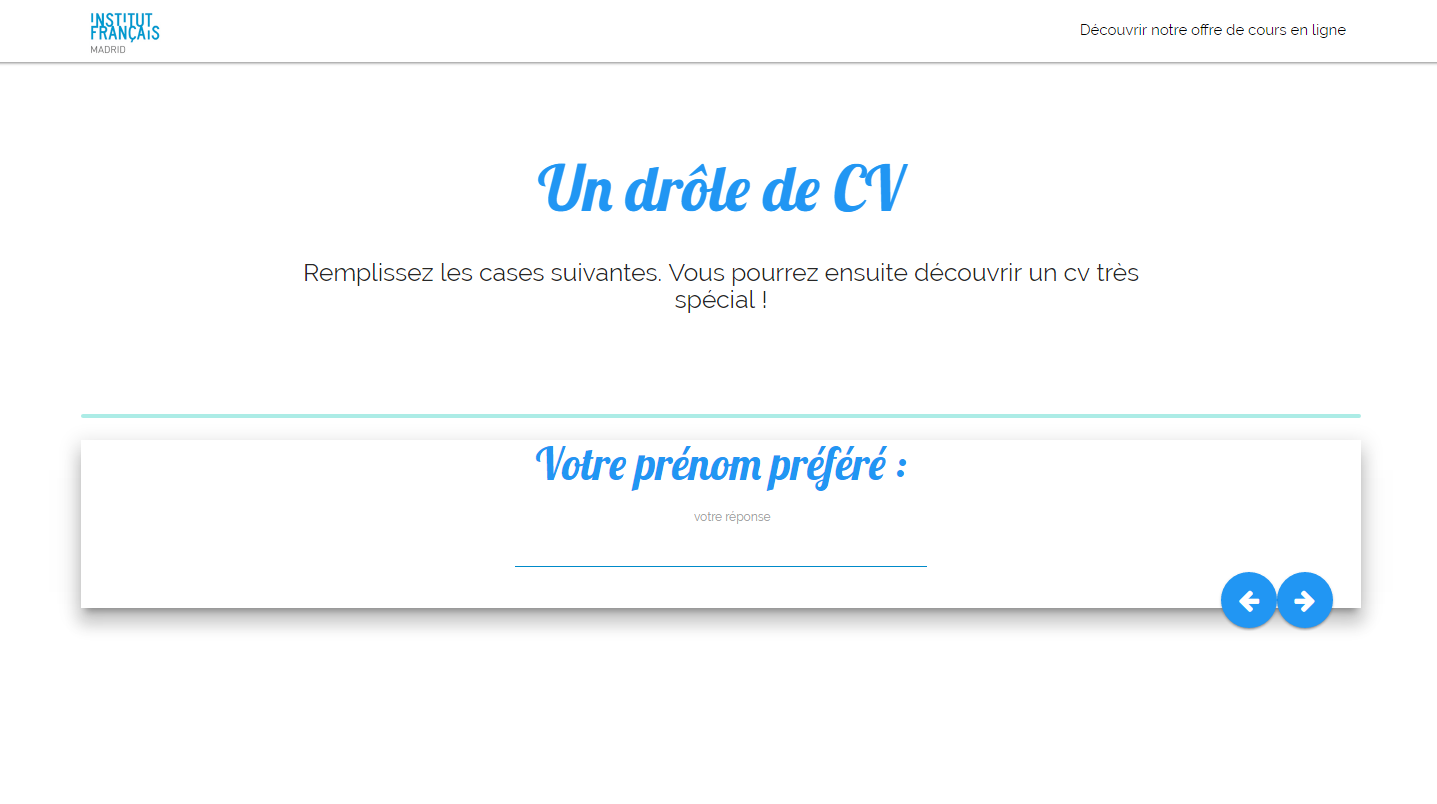 INSTITUT
FRANÇAIS
MADRID
Découvrir notre offre de cours en ligne
Un drôle de CV
Remplissez les cases suivantes. Vous pourrez ensuite découvrir un cv très
spécial !
Votre prénom préféré :
votre réponse